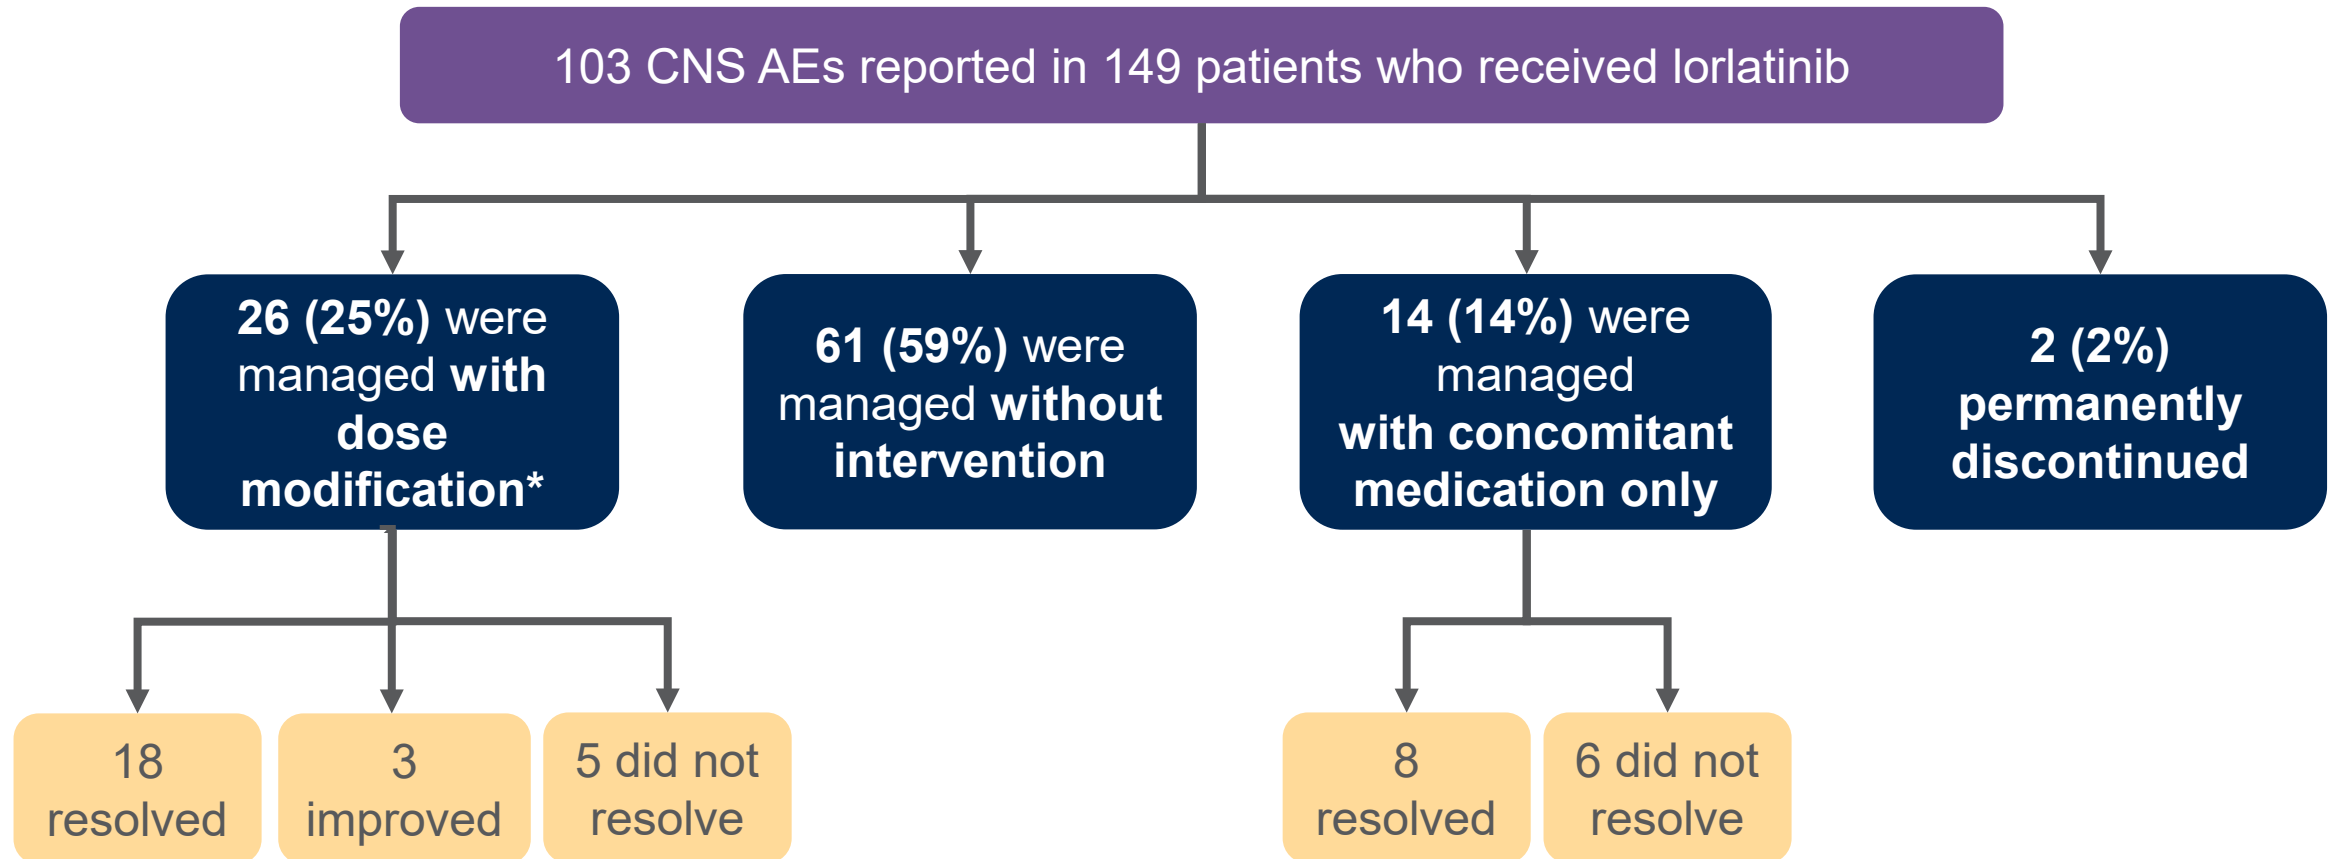 103 CNS AEs reported in 149 patients who received lorlatinib
26 (25%) were
managed with
dose
modification*
61 (59%) were
managed without
intervention
14 (14%) were
managed
with concomitant
medication only
2 (2%)
permanently
discontinued
18
resolved
3
improved
5 did not
resolve
8
resolved
6 did not
resolve